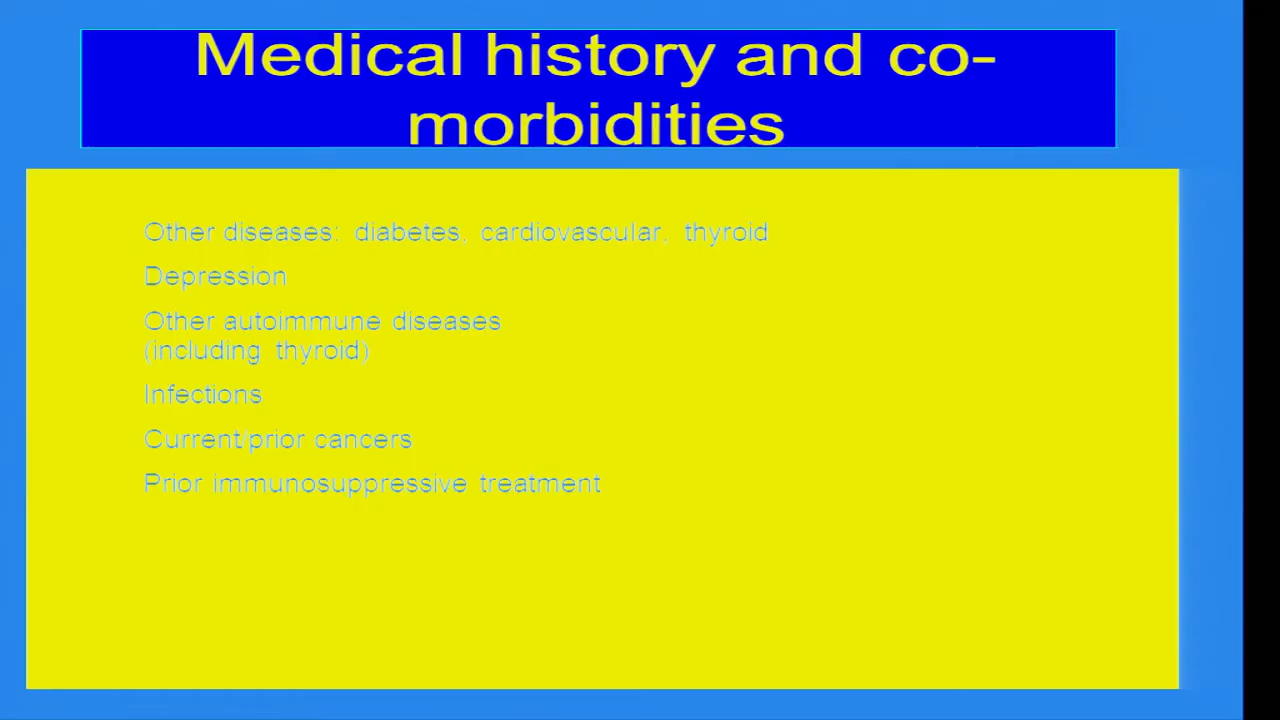 Medical history and co-
morbidities
Other diseases: diabetes, cardiovascular, thyroid
Depression
Other autoimmune diseases
(including thyroid)
Infections
Current/prior cancers
Prior immunosuppressive treatment